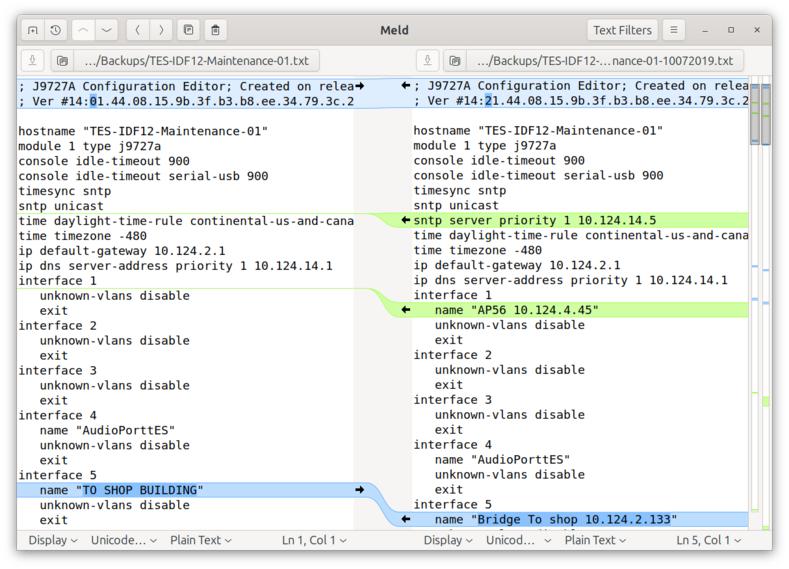 Meld
Text Filters
.../Backups/TES-IDF12-Maintenance-01.txt
.../Backups/TES-IDF12-...nance-01-10072019.txt
; J9727A Configuration Editor; Created on relea
; Ver #14:01.44.08.15.9b.3f.b3.b8.ee.34.79.3c.2
hostname "TES-IDF12-Maintenance-01"
module 1 type j9727a
console idle-timeout 900
console idle-timeout serial-usb 900
timesync sntp
sntp unicast
time daylight-time-rule continental-us-and-cana
time timezone -480
ip default-gateway 10.124.2.1
ip dns server-address priority 1 10.124.14.1
interface 1
unknown-vlans disable
exit
interface 2
unknown-vlans disable
exit
interface 3
unknown-vlans disable
exit
interface 4
name "AudioPorttES"
unknown-vlans disable
exit
interface 5
name "TO SHOP BUILDING"
unknown-vlans disable
exit
; J9727A Configuration Editor; Created on relea
; Ver #14:21.44.08.15.9b.3f.b3.b8.ee.34.79.3c.2
hostname "TES-IDF12-Maintenance-01"
module 1 type j9727a
console idle-timeout 900
console idle-timeout serial-usb 900
timesync sntp
sntp unicast
sntp server priority 1 10.124.14.5
time daylight-time-rule continental-us-and-cana
time timezone -480
ip default-gateway 10.124.2.1
ip dns server-address priority 1 10.124.14.1
interface 1
name "AP56 10.124.4.45"
unknown-vlans disable
exit
interface 2
unknown-vlans disable
exit
interface 3
unknown-vlans disable
exit
interface 4
name "AudioPorttES"
unknown-vlans disable
exit
interface 5
name "Bridge To shop 10.124.2.133"
Display Unicode... Plain Text Ln 1, Col 1
Display Unicod... Plain Text Ln 5, Col 1